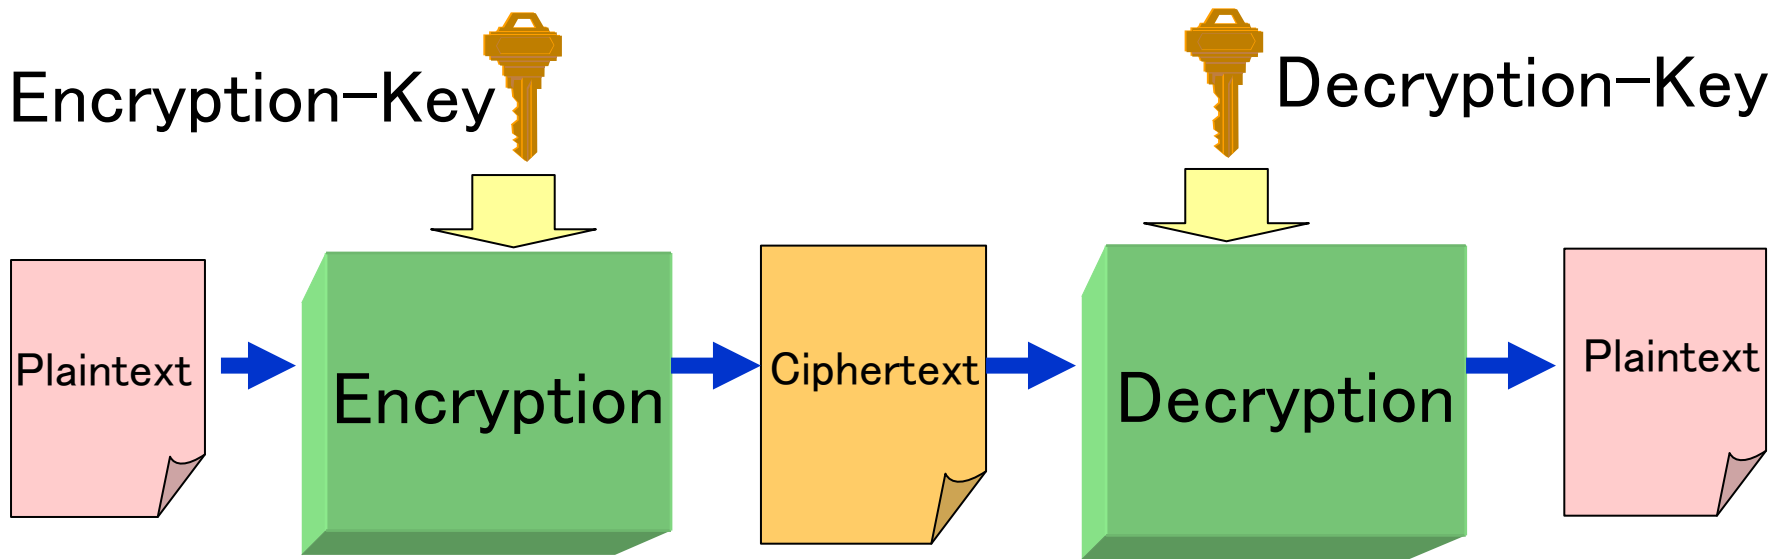 Encryption-Key
Decryption-Key
Plaintext
Encryption
Ciphertext
Decryption
Plaintext